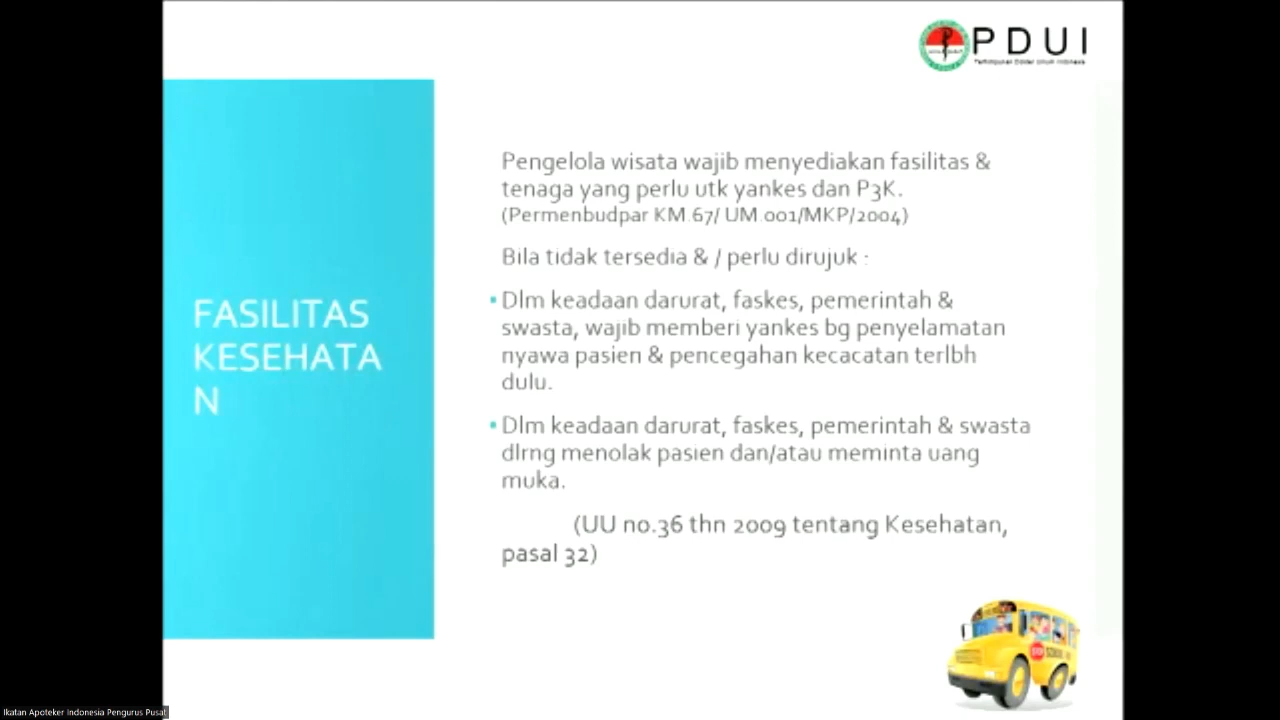 PDUI
Perhimpunan Dokter Umum Indonesia
FASILITAS
KESEHATA
N
Pengelola wisata wajib menyediakan fasilitas &
tenaga yang perlu utk yankes dan P3K.
(Permenbudpar KM.67/ UM.001/MKP/2004)
Bila tidak tersedia & / perlu dirujuk :
▪ Dlm keadaan darurat, faskes, pemerintah &
swasta, wajib memberi yankes bg penyelamatan
nyawa pasien & pencegahan kecacatan terlbh
dulu.
▪ Dlm keadaan darurat, faskes, pemerintah & swasta
dlrng menolak pasien dan/atau meminta uang
muka.
(UU no.36 thn 2009 tentang Kesehatan,
pasal 32)
STOP
Ikatan Apoteker Indonesia Pengurus Pusat